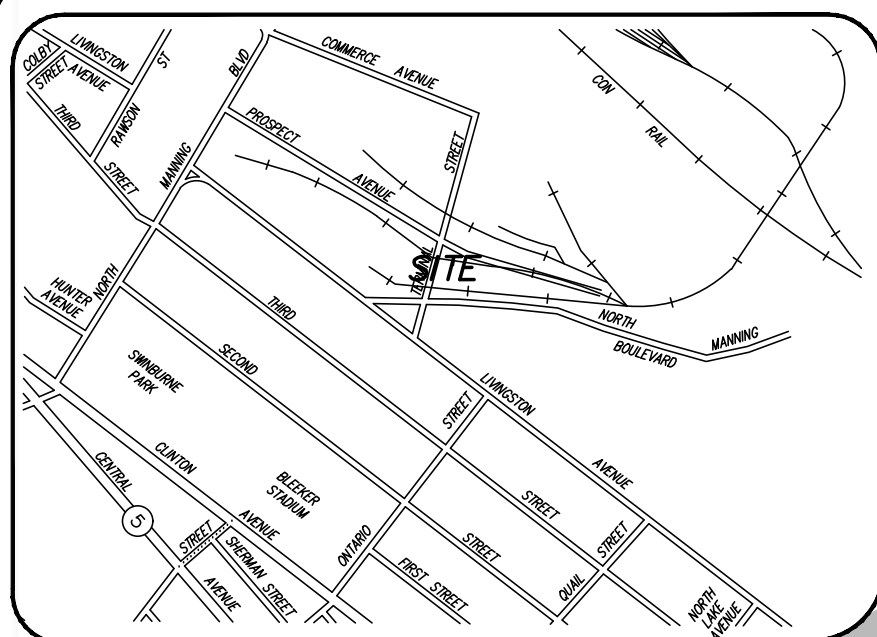 COLBY
STREET
LIVINGSTON
AVENUE
RAWSON
ST
THIRD
STREET
MANNING
BLVD
NORTH
COMMERCE
AVENUE
PROSPECT
AVENUE
STREET
CON
RAIL
SITE
NORTH
BOULEVARD
MANNING
HUNTER
AVENUE
THIRD
SECOND
SWINBURNE
PARK
CLINTON
AVENUE
BLEEKER
STADIUM
CENTRAL
AVENUE
5
STREET
SHERMAN STREET
ONTARIO
STREET
LIVINGSTON
AVENUE
STREET
STREET
FIRST STREET
QUAIL
STREET
NORTH
LAKE
AVENUE